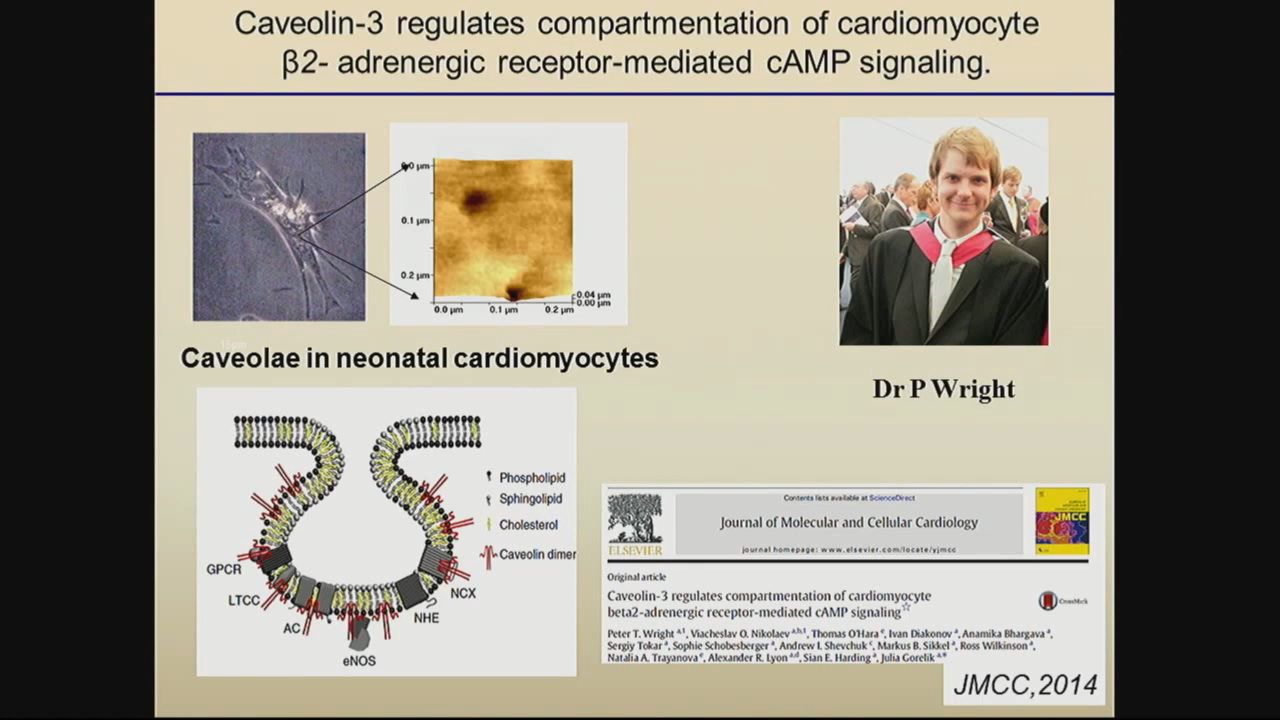 Caveolin-3 regulates compartmentation of cardiomyocyte
β2- adrenergic receptor-mediated cAMP signaling.
0.0 µm
0.1 µm
0.2 µm
0.04 µm
0.00 µm
0.0 µm
0.1 µm
0.2 µm
15µm
Caveolae in neonatal cardiomyocytes
Dr P Wright
Phospholipid
Sphingolipid
Cholesterol
Caveolin dimer
GPCR
LTCC
AC
eNOS
NHE
NCX
Contents lists available at ScienceDirect
Journal of Molecular and Cellular Cardiology
journal homepage: www.elsevier.com/locate/yjmcc
ELSEVIER
JMCC
Original article
Caveolin-3 regulates compartmentation of cardiomyocyte
beta2-adrenergic receptor-mediated cAMP signaling☆
CrossMark
Peter T. Wright a,1, Viacheslav O. Nikolaev a,b,1, Thomas O'Hara e, Ivan Diakonov a, Anamika Bhargava a,
Sergiy Tokar a, Sophie Schobesberger a, Andrew I. Shevchuk c, Markus B. Sikkel a, Ross Wilkinson a,
Natalia A. Trayanova e, Alexander R. Lyon a,d, Sian E. Harding a, Julia Gorelik a,*
JMCC,2014